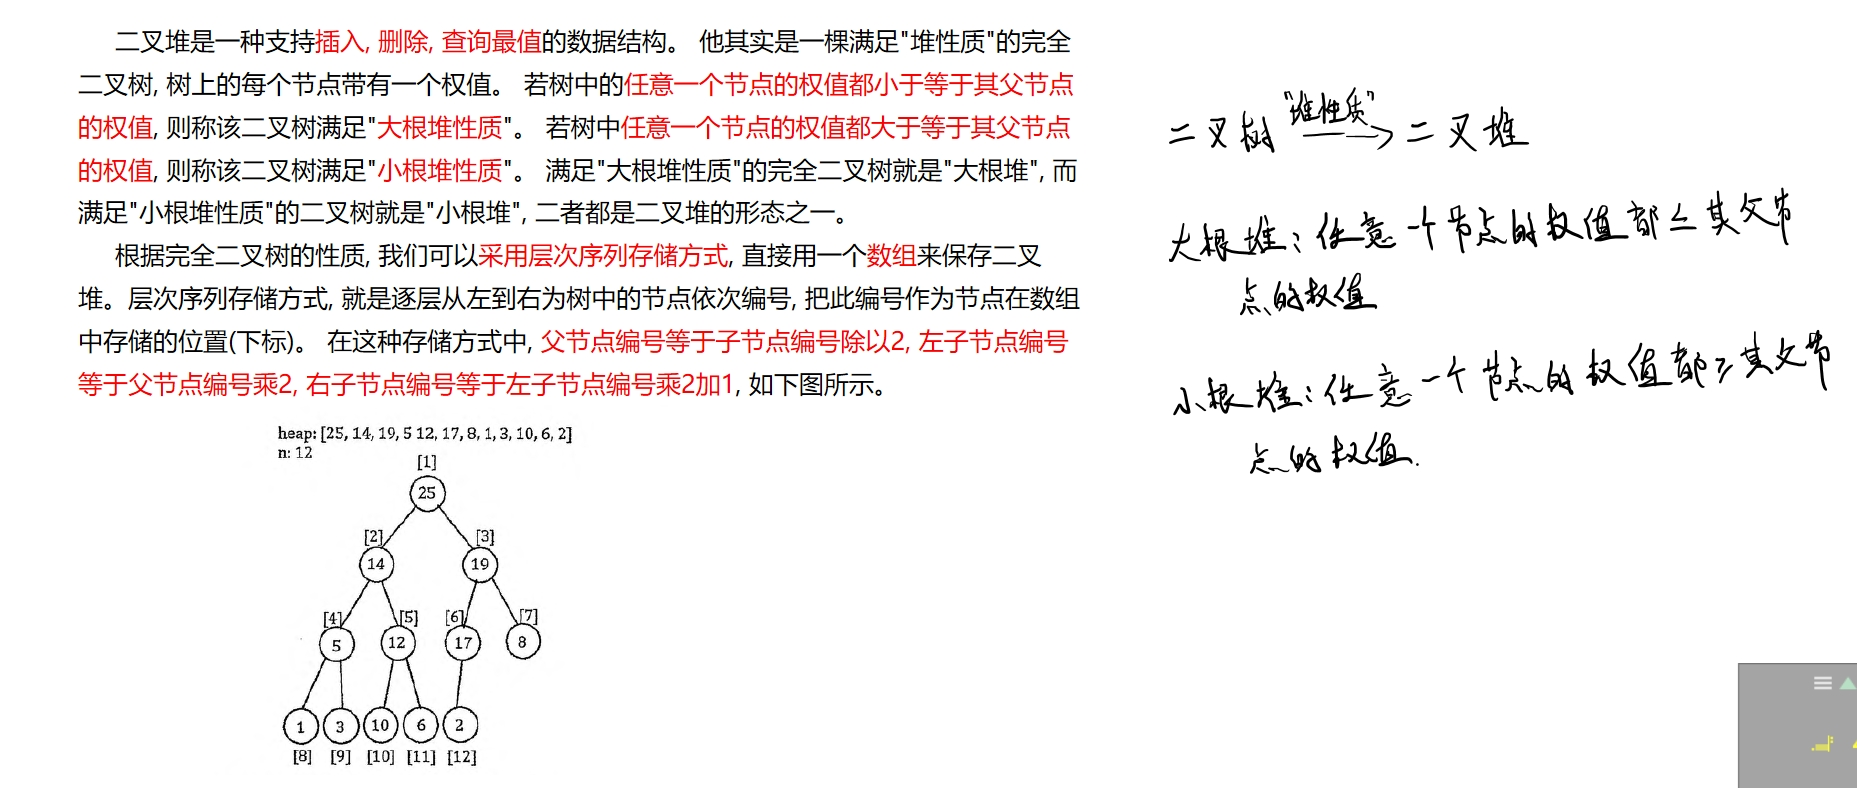 二叉堆是一种支持插入, 删除, 查询最值的数据结构。 他其实是一棵满足"堆性质"的完全
二叉树, 树上的每个节点带有一个权值。 若树中的任意一个节点的权值都小于等于其父节点
的权值, 则称该二叉树满足"大根堆性质"。 若树中任意一个节点的权值都大于等于其父节点
的权值, 则称该二叉树满足"小根堆性质"。 满足"大根堆性质"的完全二叉树就是"大根堆", 而
满足"小根堆性质"的二叉树就是"小根堆", 二者都是二叉堆的形态之一。
根据完全二叉树的性质, 我们可以采用层次序列存储方式, 直接用一个数组来保存二叉
堆。层次序列存储方式, 就是逐层从左到右为树中的节点依次编号, 把此编号作为节点在数组
中存储的位置(下标)。 在这种存储方式中, 父节点编号等于子节点编号除以2, 左子节点编号
等于父节点编号乘2, 右子节点编号等于左子节点编号乘2加1, 如下图所示。
heap: [25, 14, 19, 5 12, 17, 8, 1, 3, 10, 6, 2]
n: 12
[1]
25
[2] [3]
14 19
[4] [5] [6] [7]
5 12 17 8
1 3 10 6 2
[8] [9] [10] [11] [12]
"堆性质"
二叉树 → 二叉堆
大根堆: 任意一个节点的权值都≤其父节
点的权值
小根堆: 任意一个节点的权值都≥其父节
点的权值.